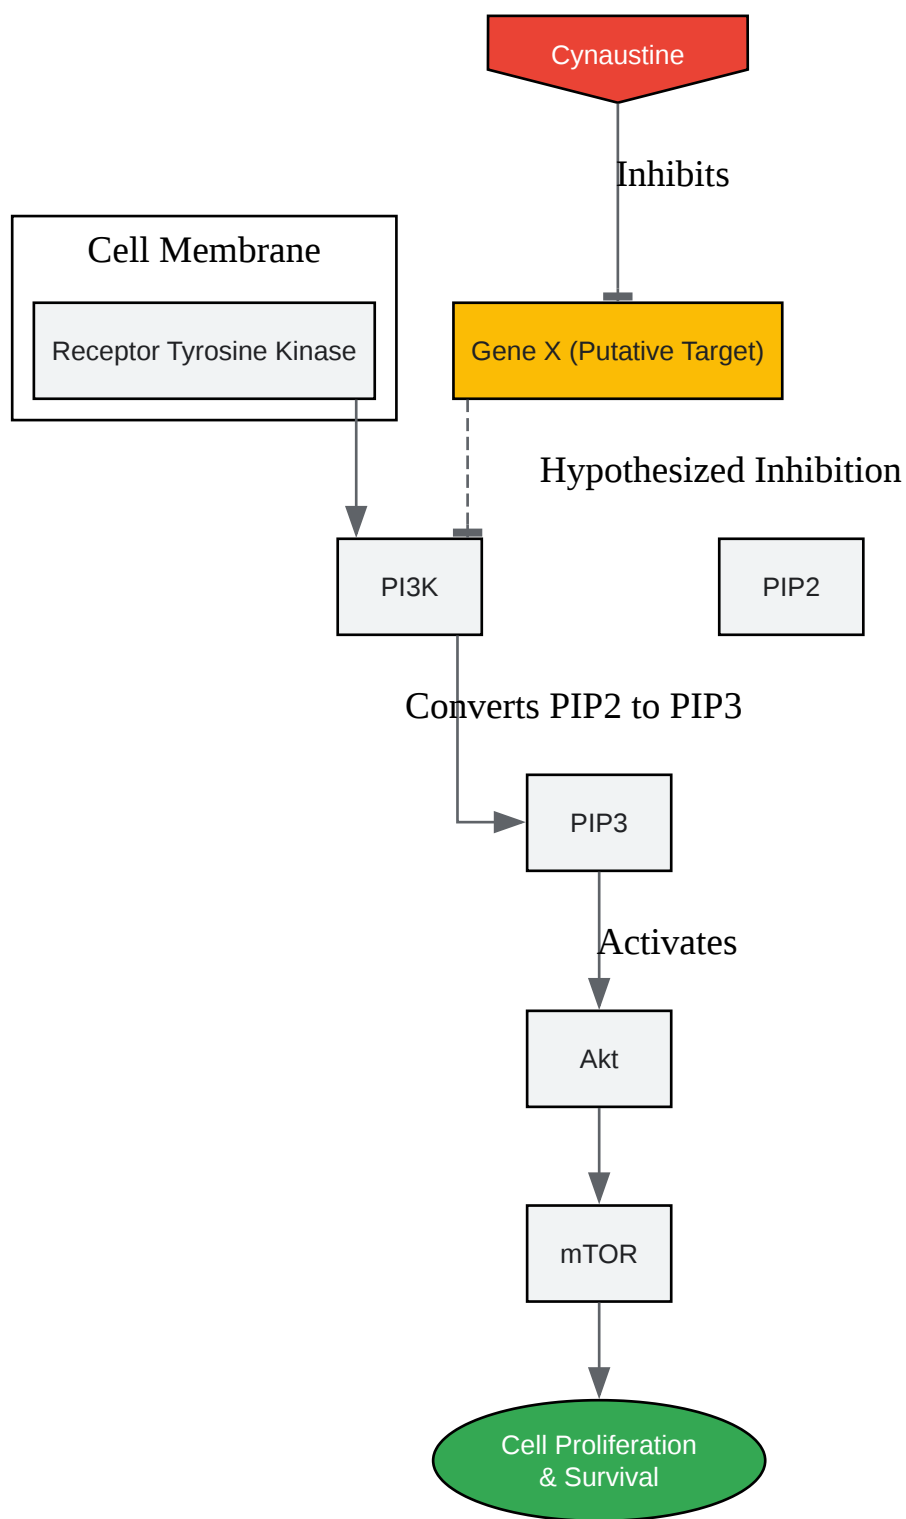 Cynaustine
Inhibits
Cell Membrane
Receptor Tyrosine Kinase
Gene X (Putative Target)
Hypothesized Inhibition
PI3K
PIP2
Converts PIP2 to PIP3
PIP3
Activates
Akt
mTOR
Cell Proliferation
& Survival